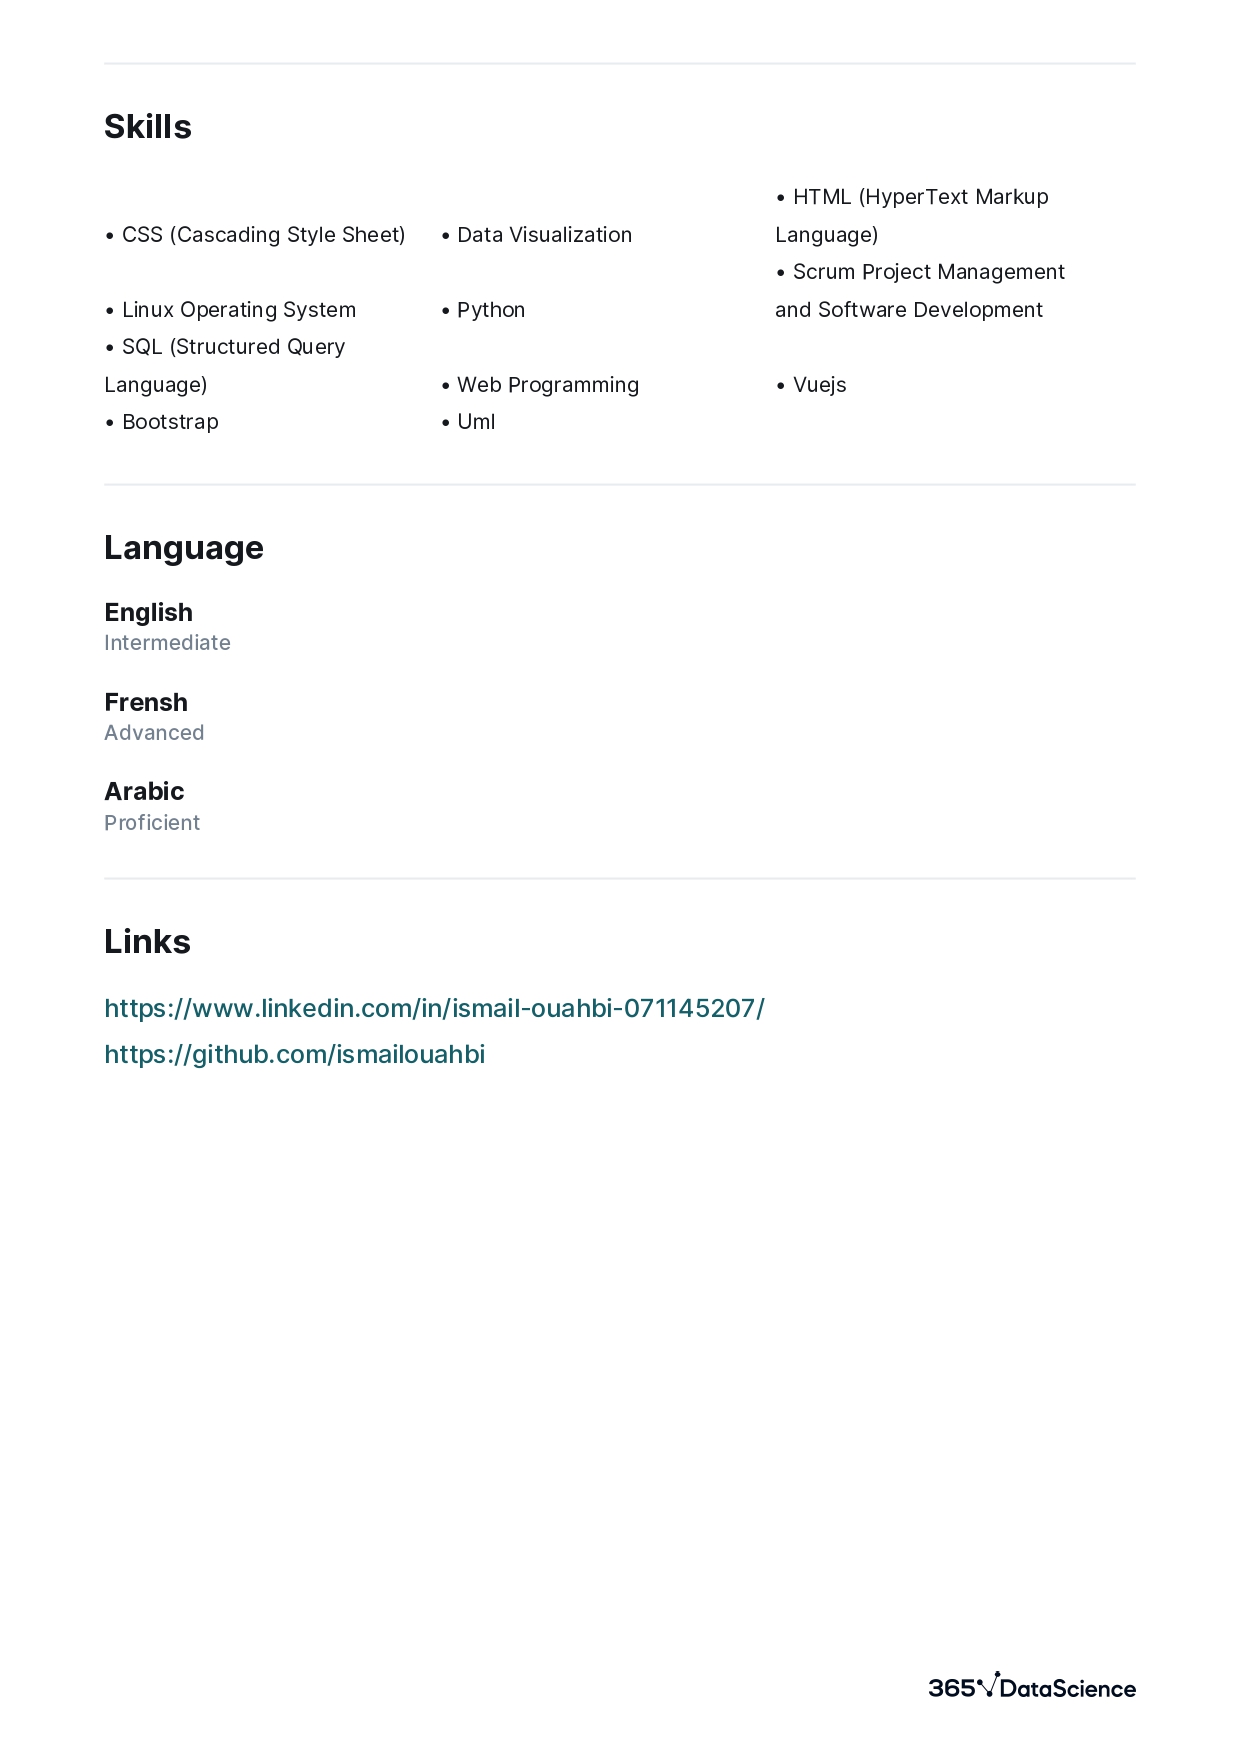 Skills
• CSS (Cascading Style Sheet)
• Data Visualization
• HTML (HyperText Markup
Language)
• Linux Operating System
• Python
• Scrum Project Management
and Software Development
• SQL (Structured Query
Language)
• Web Programming
• Vuejs
• Bootstrap
• Uml
Language
English
Intermediate
Frensh
Advanced
Arabic
Proficient
Links
https://www.linkedin.com/in/ismail-ouahbi-071145207/
https://github.com/ismailouahbi
365 DataScience